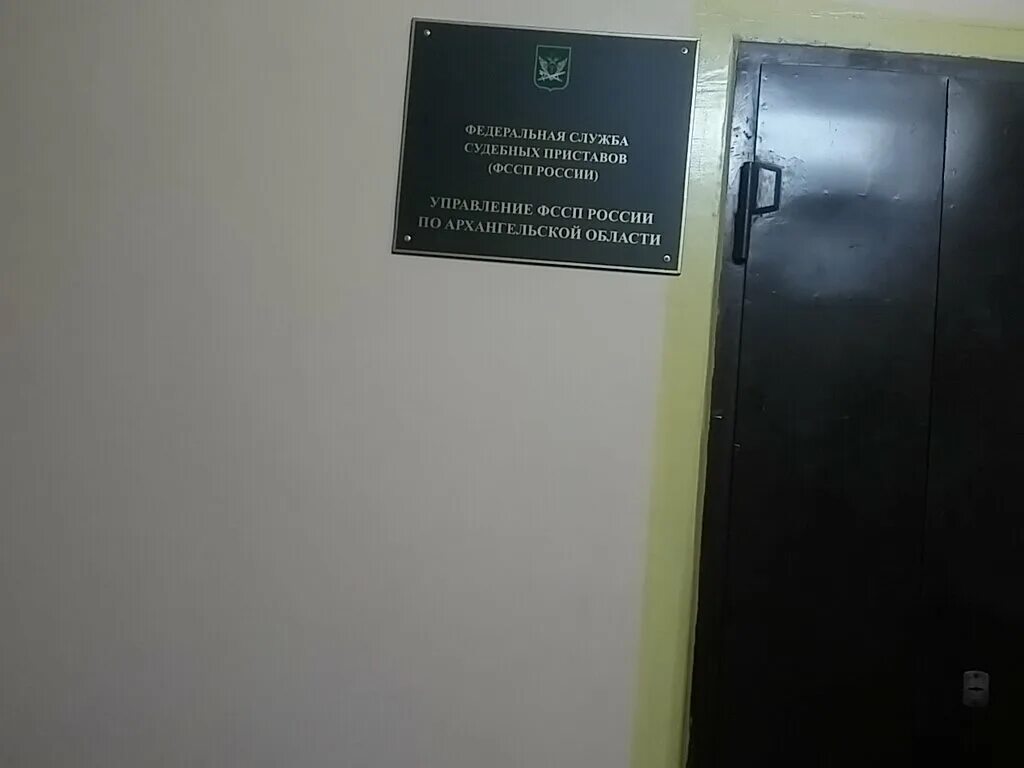 ФЕДЕРАЛЬНАЯ СЛУЖБА
СУДЕБНЫХ ПРИСТАВОВ
(ФССП РОССИИ)
УПРАВЛЕНИЕ ФССП РОССИИ
ПО АРХАНГЕЛЬСКОЙ ОБЛАСТИ